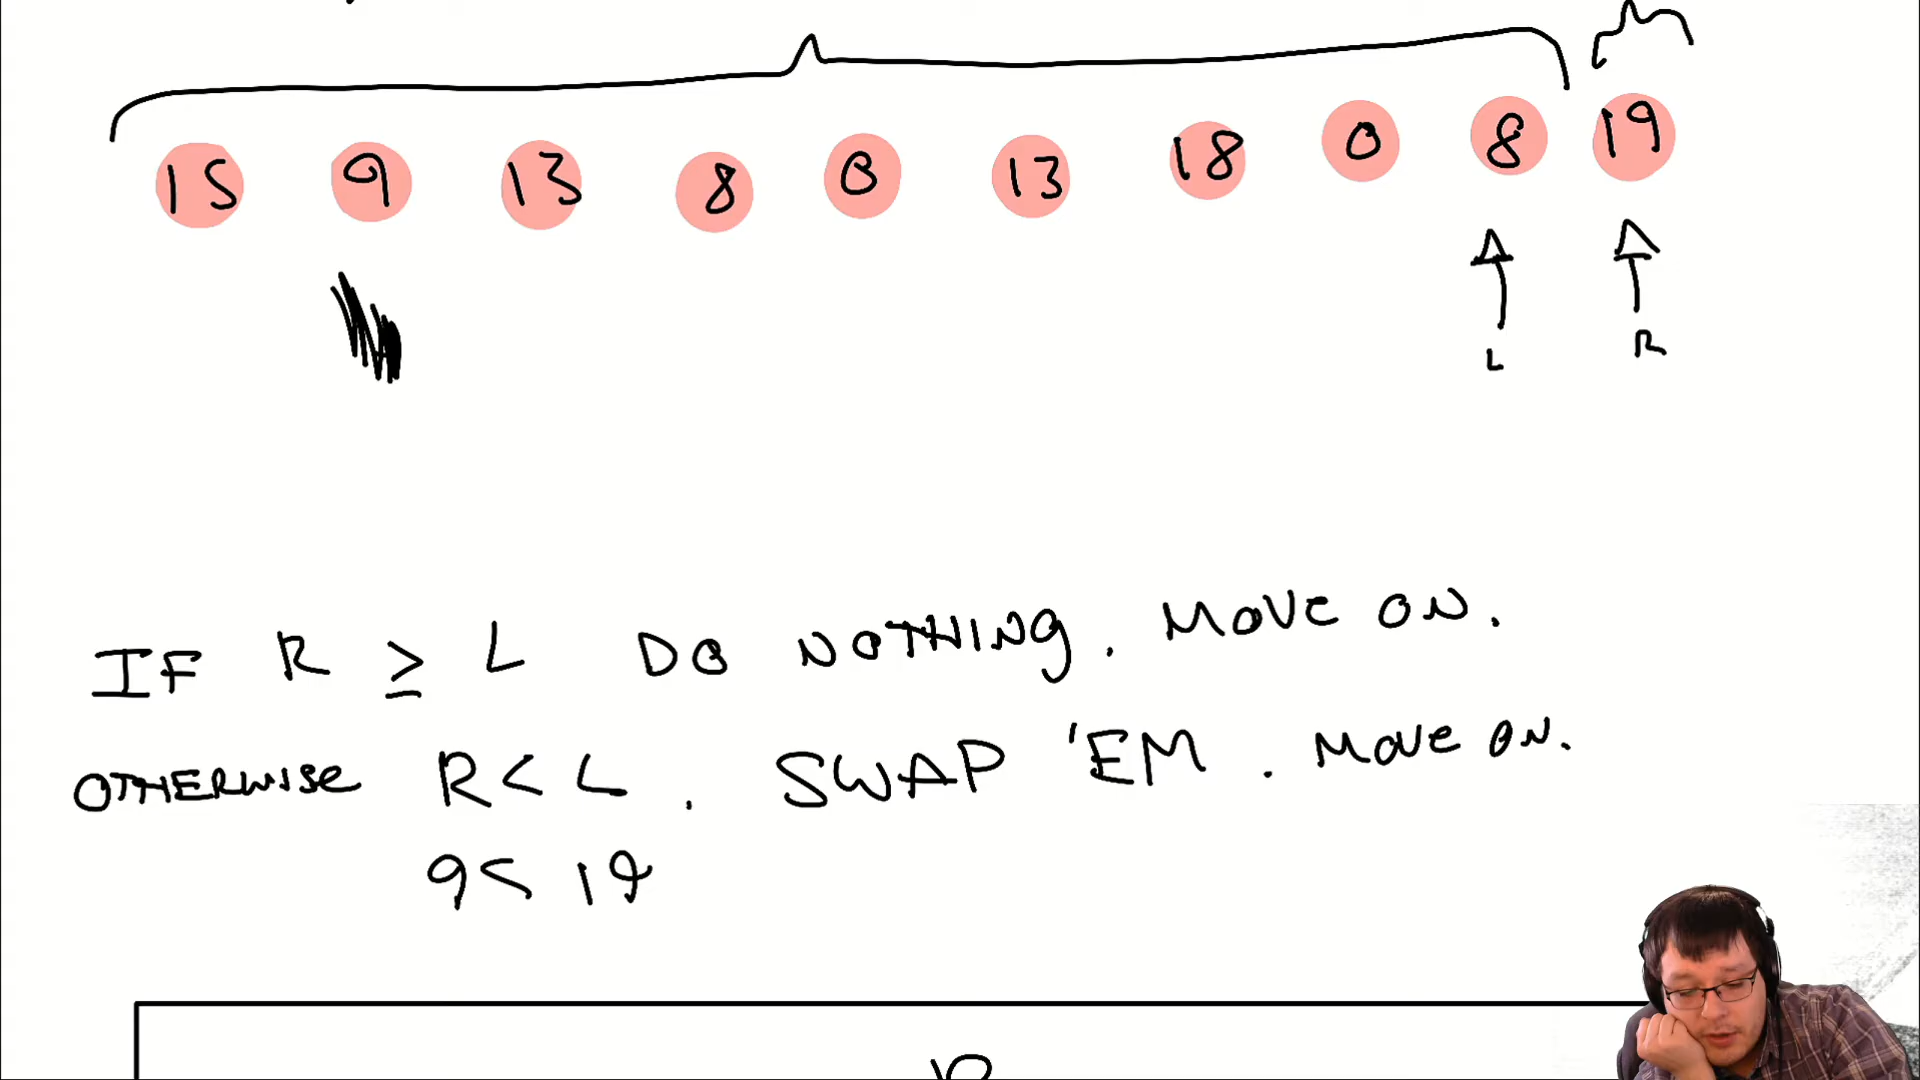 15 9 13 8 0 13 18 0 8 19
L R
IF R ≥ L DO NOTHING. MOVE ON.
OTHERWISE R < L. SWAP 'EM. MOVE ON.
9 < 19